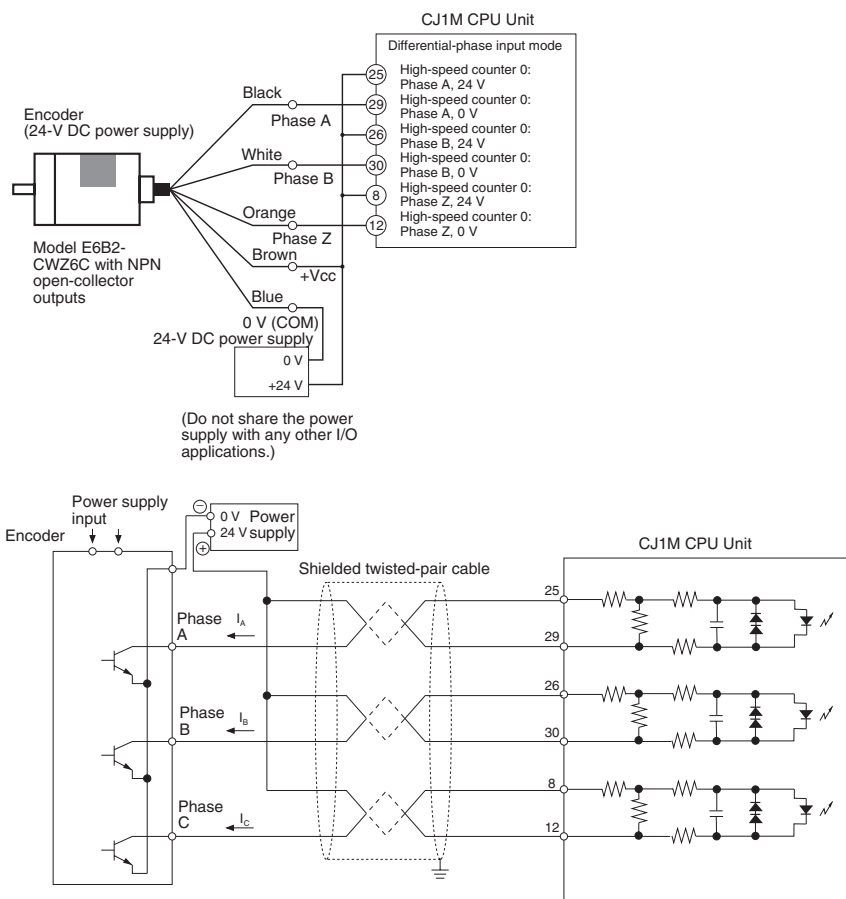 CJ1M CPU Unit
Differential-phase input mode
25 High-speed counter 0:
Phase A, 24 V
29 High-speed counter 0:
Phase A, 0 V
26 High-speed counter 0:
Phase B, 24 V
30 High-speed counter 0:
Phase B, 0 V
8 High-speed counter 0:
Phase Z, 24 V
12 High-speed counter 0:
Phase Z, 0 V
Encoder
(24-V DC power supply)
Black
Phase A
White
Phase B
Orange
Phase Z
Brown
+Vcc
Blue
0 V (COM)
Model E6B2-
CWZ6C with NPN
open-collector
outputs
24-V DC power supply
0 V
+24 V
(Do not share the power
supply with any other I/O
applications.)
Power supply
input
Encoder
−
0 V Power
24 V supply
+
CJ1M CPU Unit
Shielded twisted-pair cable
Phase
A
IA
25
29
Phase
B
IB
26
30
Phase
C
IC
8
12